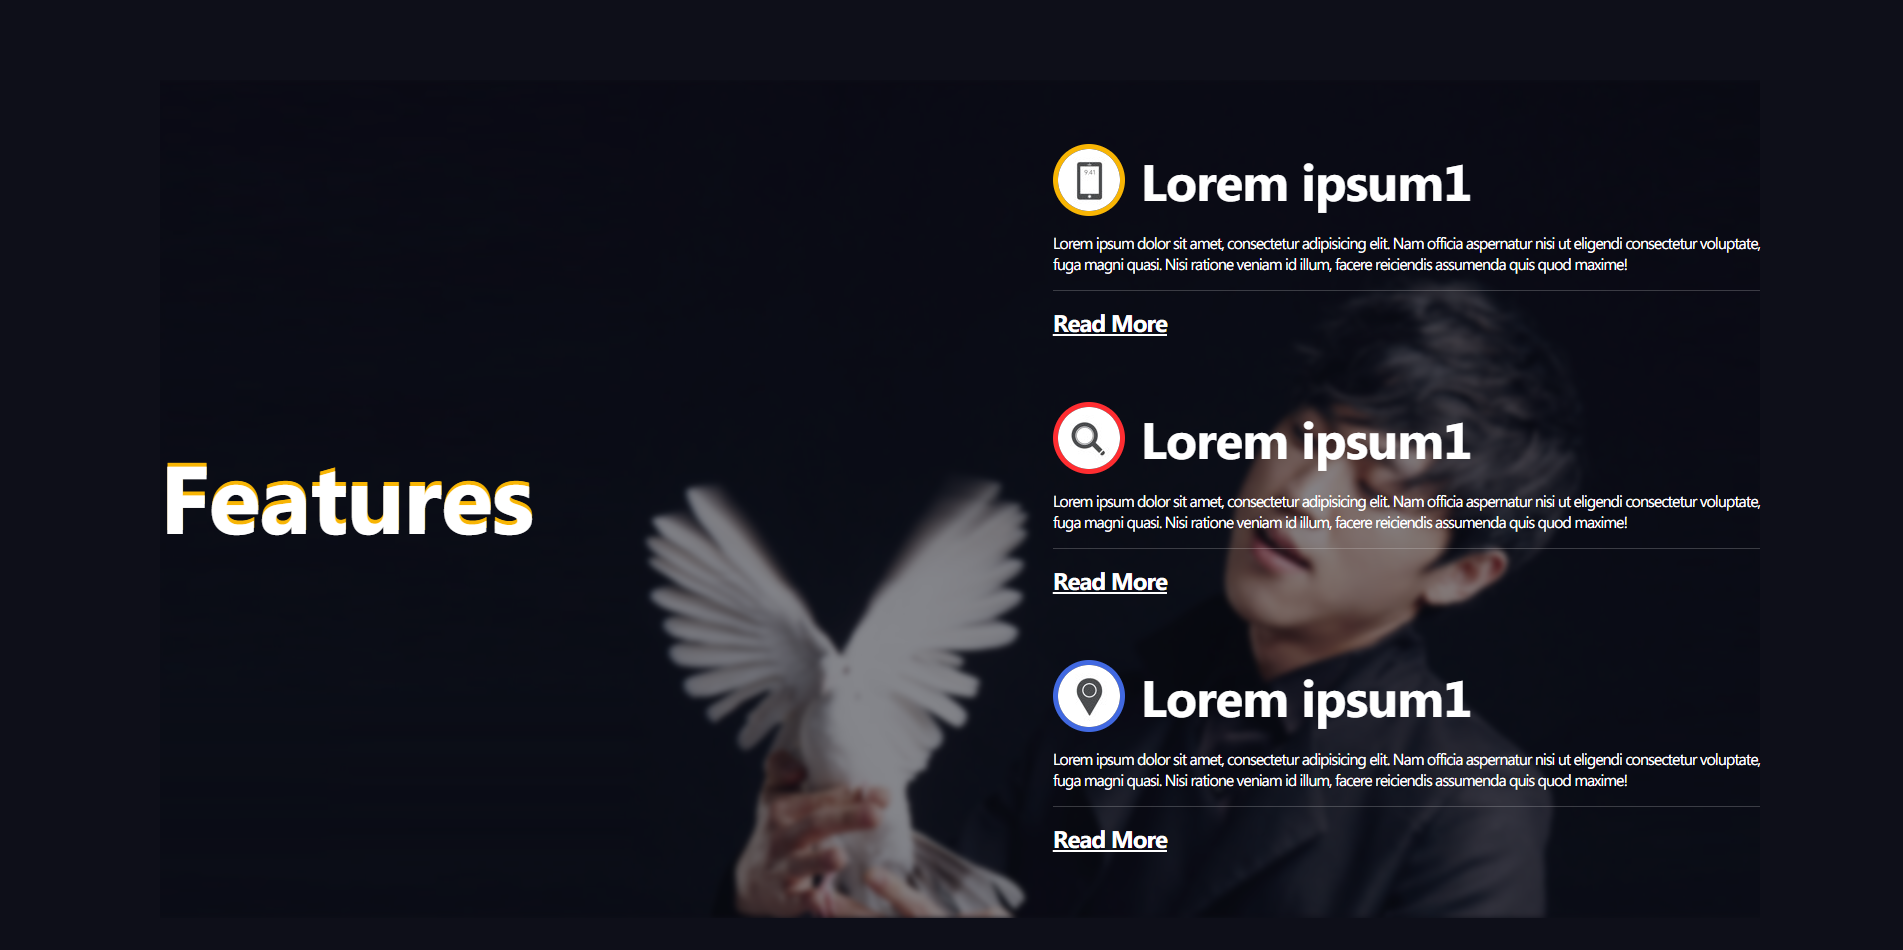 Features
9:41
Lorem ipsum1
Lorem ipsum dolor sit amet, consectetur adipisicing elit. Nam officia aspernatur nisi ut eligendi consectetur voluptate,
fuga magni quasi. Nisi ratione veniam id illum, facere reiciendis assumenda quis quod maxime!
Read More
Lorem ipsum1
Lorem ipsum dolor sit amet, consectetur adipisicing elit. Nam officia aspernatur nisi ut eligendi consectetur voluptate,
fuga magni quasi. Nisi ratione veniam id illum, facere reiciendis assumenda quis quod maxime!
Read More
Lorem ipsum1
Lorem ipsum dolor sit amet, consectetur adipisicing elit. Nam officia aspernatur nisi ut eligendi consectetur voluptate,
fuga magni quasi. Nisi ratione veniam id illum, facere reiciendis assumenda quis quod maxime!
Read More